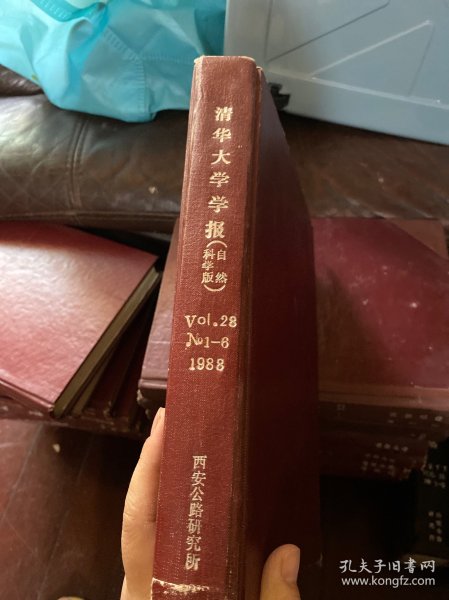 清华大学学报(自然科学版)
Vol.28
№1-6
1988
西安公路研究所
孔夫子旧书网
www.kongfz.com